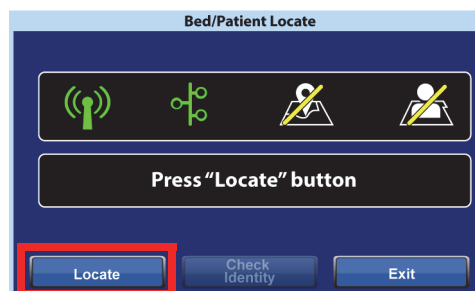 Bed/Patient Locate
Press "Locate" button
Locate
Check
Identity
Exit